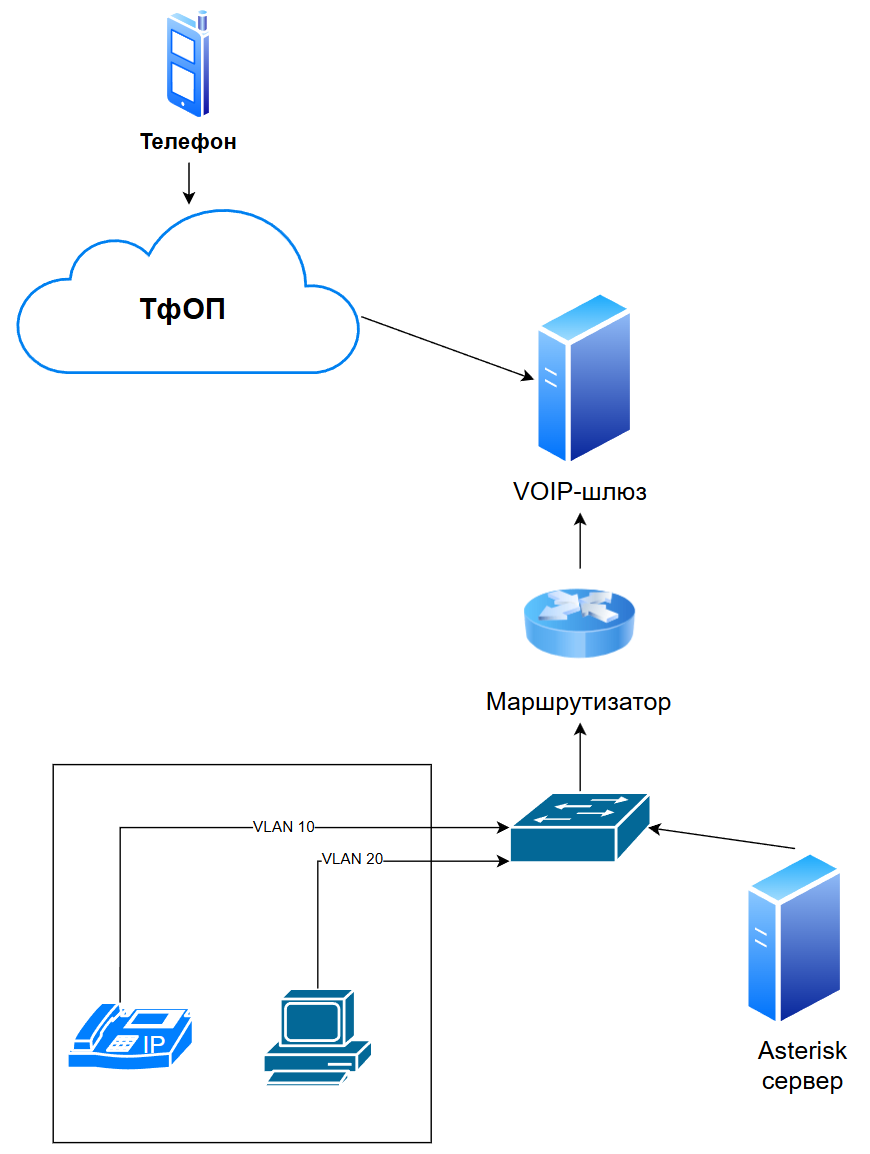 Телефон
ТфОП
VOIP-шлюз
Маршрутизатор
VLAN 10
VLAN 20
IP
Asterisk
сервер